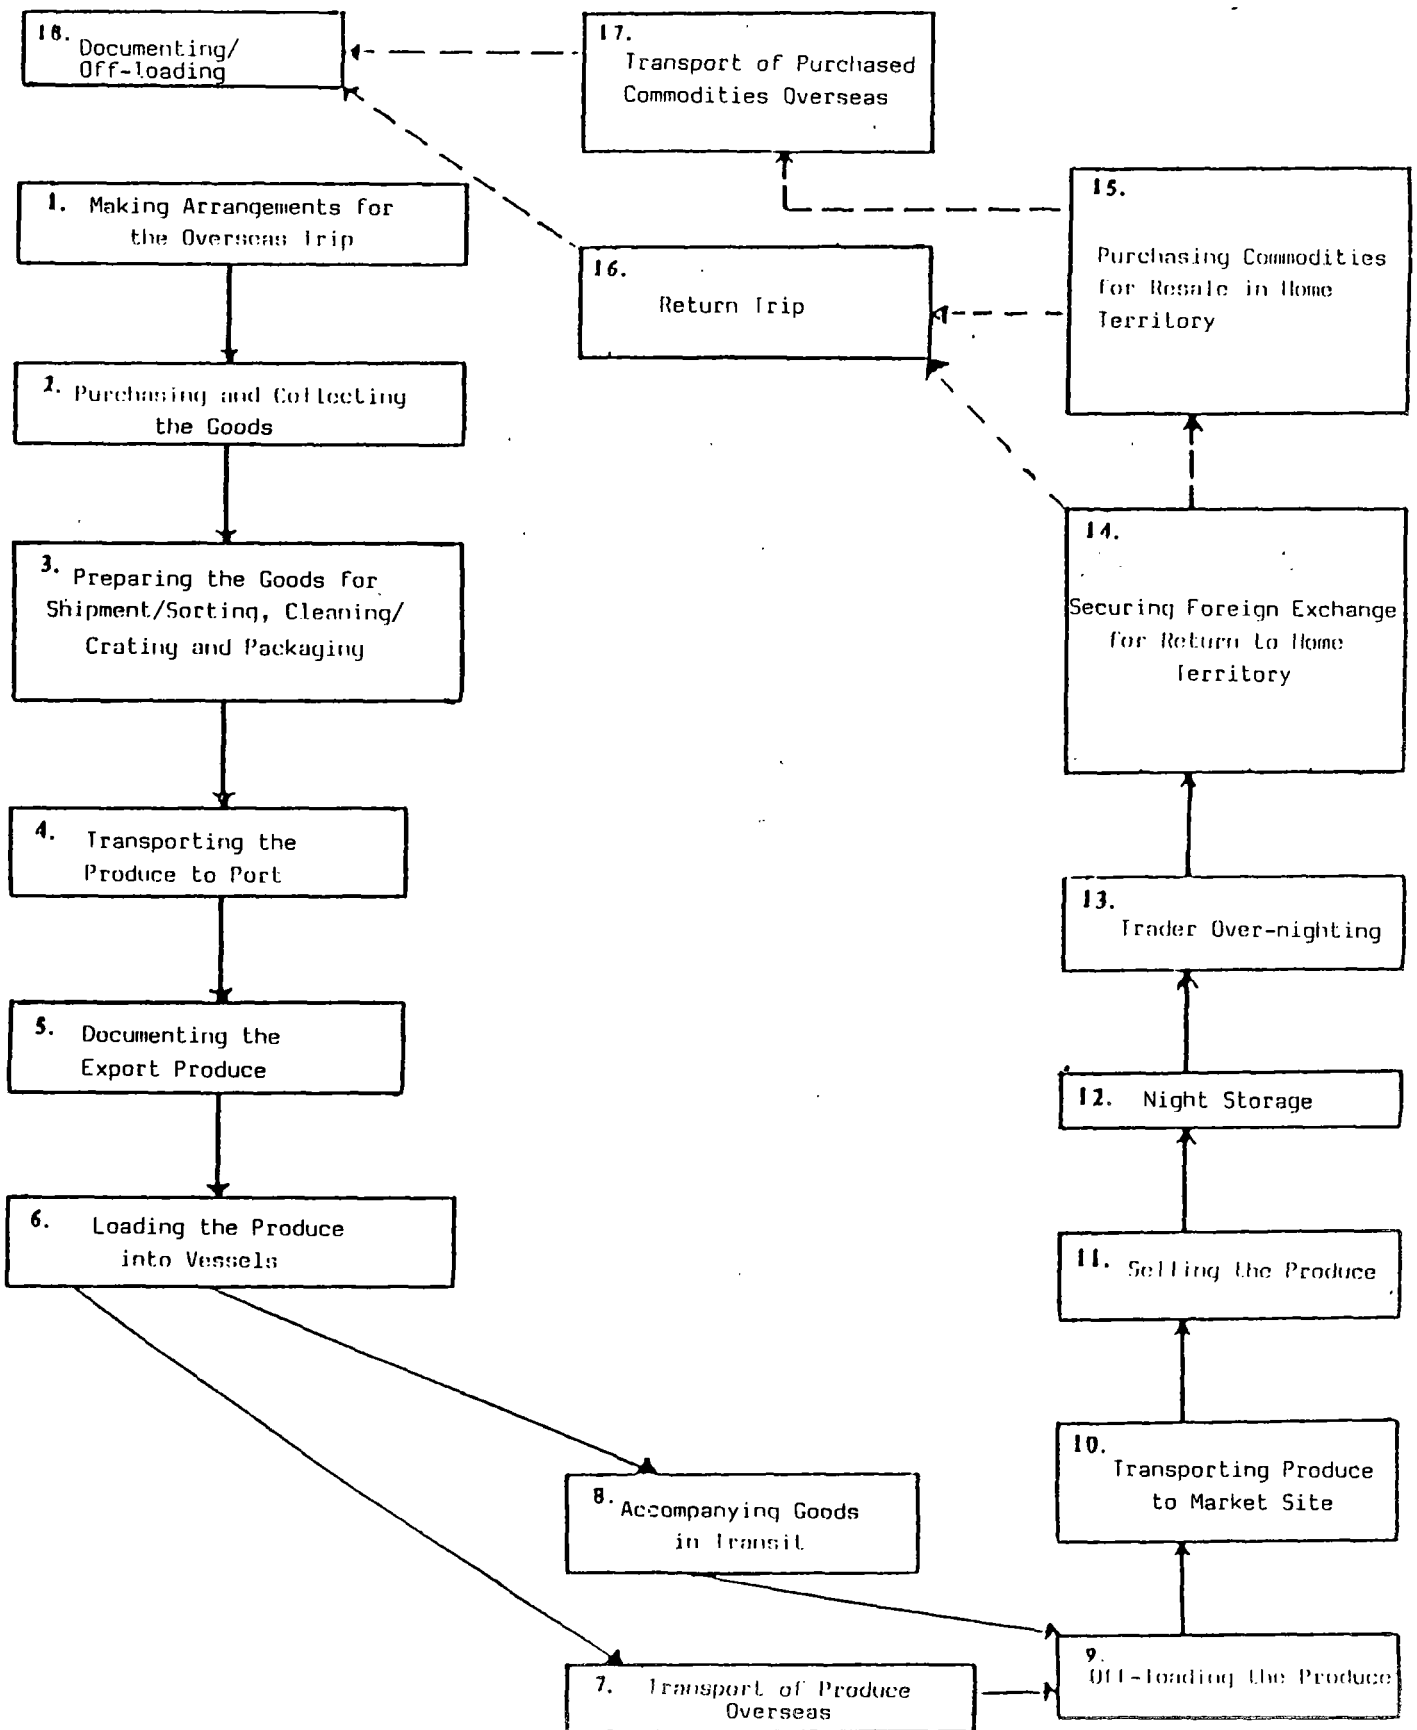 18. Documenting/
Off-loading
17.
Transport of Purchased
Commodities Overseas
1. Making Arrangements for
the Overseas Trip
16.
Return Trip
15.
Purchasing Commodities
for Resale in Home
Territory
2. Purchasing and Collecting
the Goods
3. Preparing the Goods for
Shipment/Sorting, Cleaning/
Crating and Packaging
14.
Securing Foreign Exchange
for Return to Home
Territory
4. Transporting the
Produce to Port
13.
Trader Over-nighting
5. Documenting the
Export Produce
12. Night Storage
6. Loading the Produce
into Vessels
11. Selling the Produce
10.
Transporting Produce
to Market Site
8. Accompanying Goods
in Transit
9.
Off-loading the Produce
7. Transport of Produce
Overseas